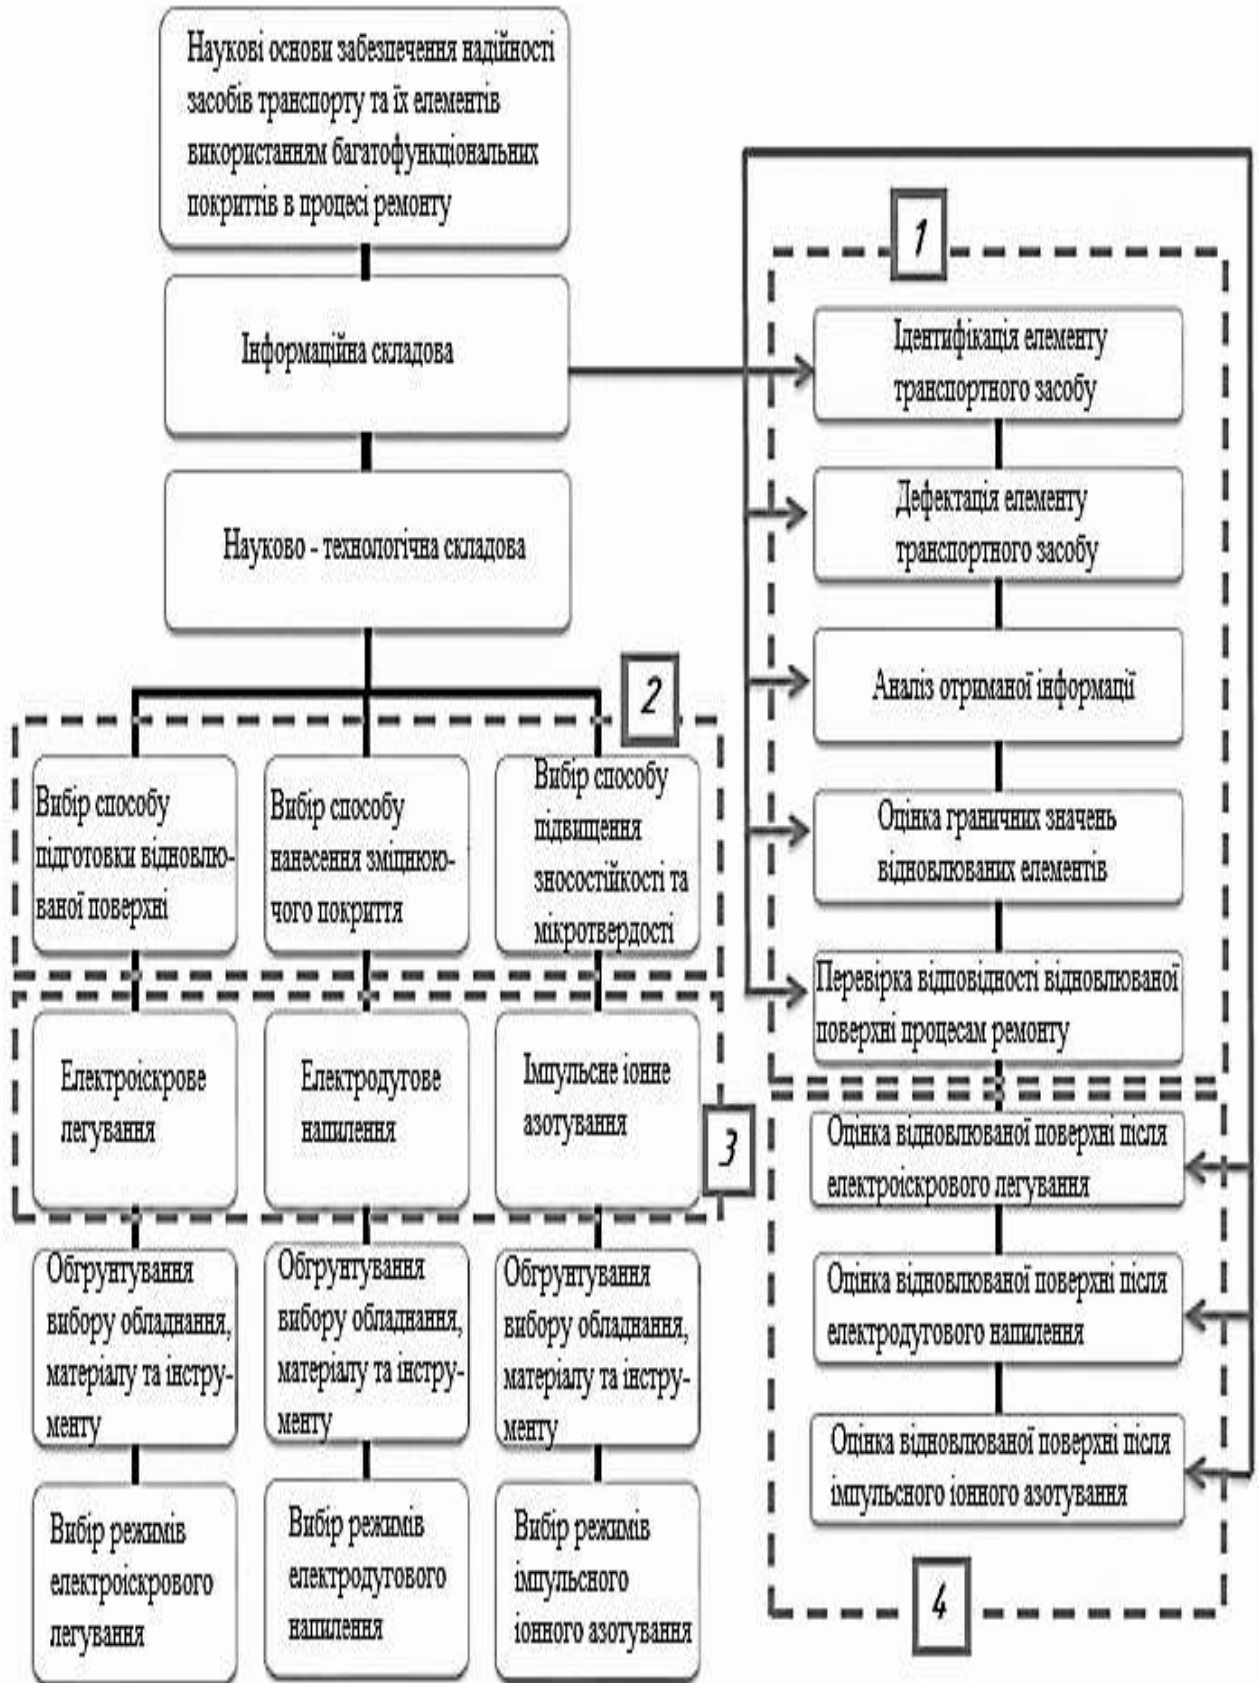 Наукові основи забезпечення надійності
засобів транспорту та їх елементів
використанням багатофункціональних
покриттів в процесі ремонту
Інформаційна складова
Науково - технологічна складова
2
Вибір способу
підготовки відновлю-
ваної поверхні
Вибір способу
нанесення зміцнюю-
чого покриття
Вибір способу
підвищення
зносостійкості та
мікротвердості
Електроіскрове
легування
Електродугове
напилення
Імпульсне іонне
азотування
3
Обгрунтування
вибору обладнання,
матеріалу та інстру-
менту
Обгрунтування
вибору обладнання,
матеріалу та інстру-
менту
Обгрунтування
вибору обладнання,
матеріалу та інстру-
менту
Вибір режимів
електроіскрового
легування
Вибір режимів
електродугового
напилення
Вибір режимів
імпульсного
іонного азотування
1
Ідентифікація елементу
транспортного засобу
Дефектація елементу
транспортного засобу
Аналіз отриманої інформації
Оцінка граничних значень
відновлюваних елементів
Перевірка відповідності відновлюваної
поверхні процесам ремонту
Оцінка відновлюваної поверхні після
електроіскрового легування
Оцінка відновлюваної поверхні після
електродугового напилення
Оцінка відновлюваної поверхні після
імпульсного іонного азотування
4